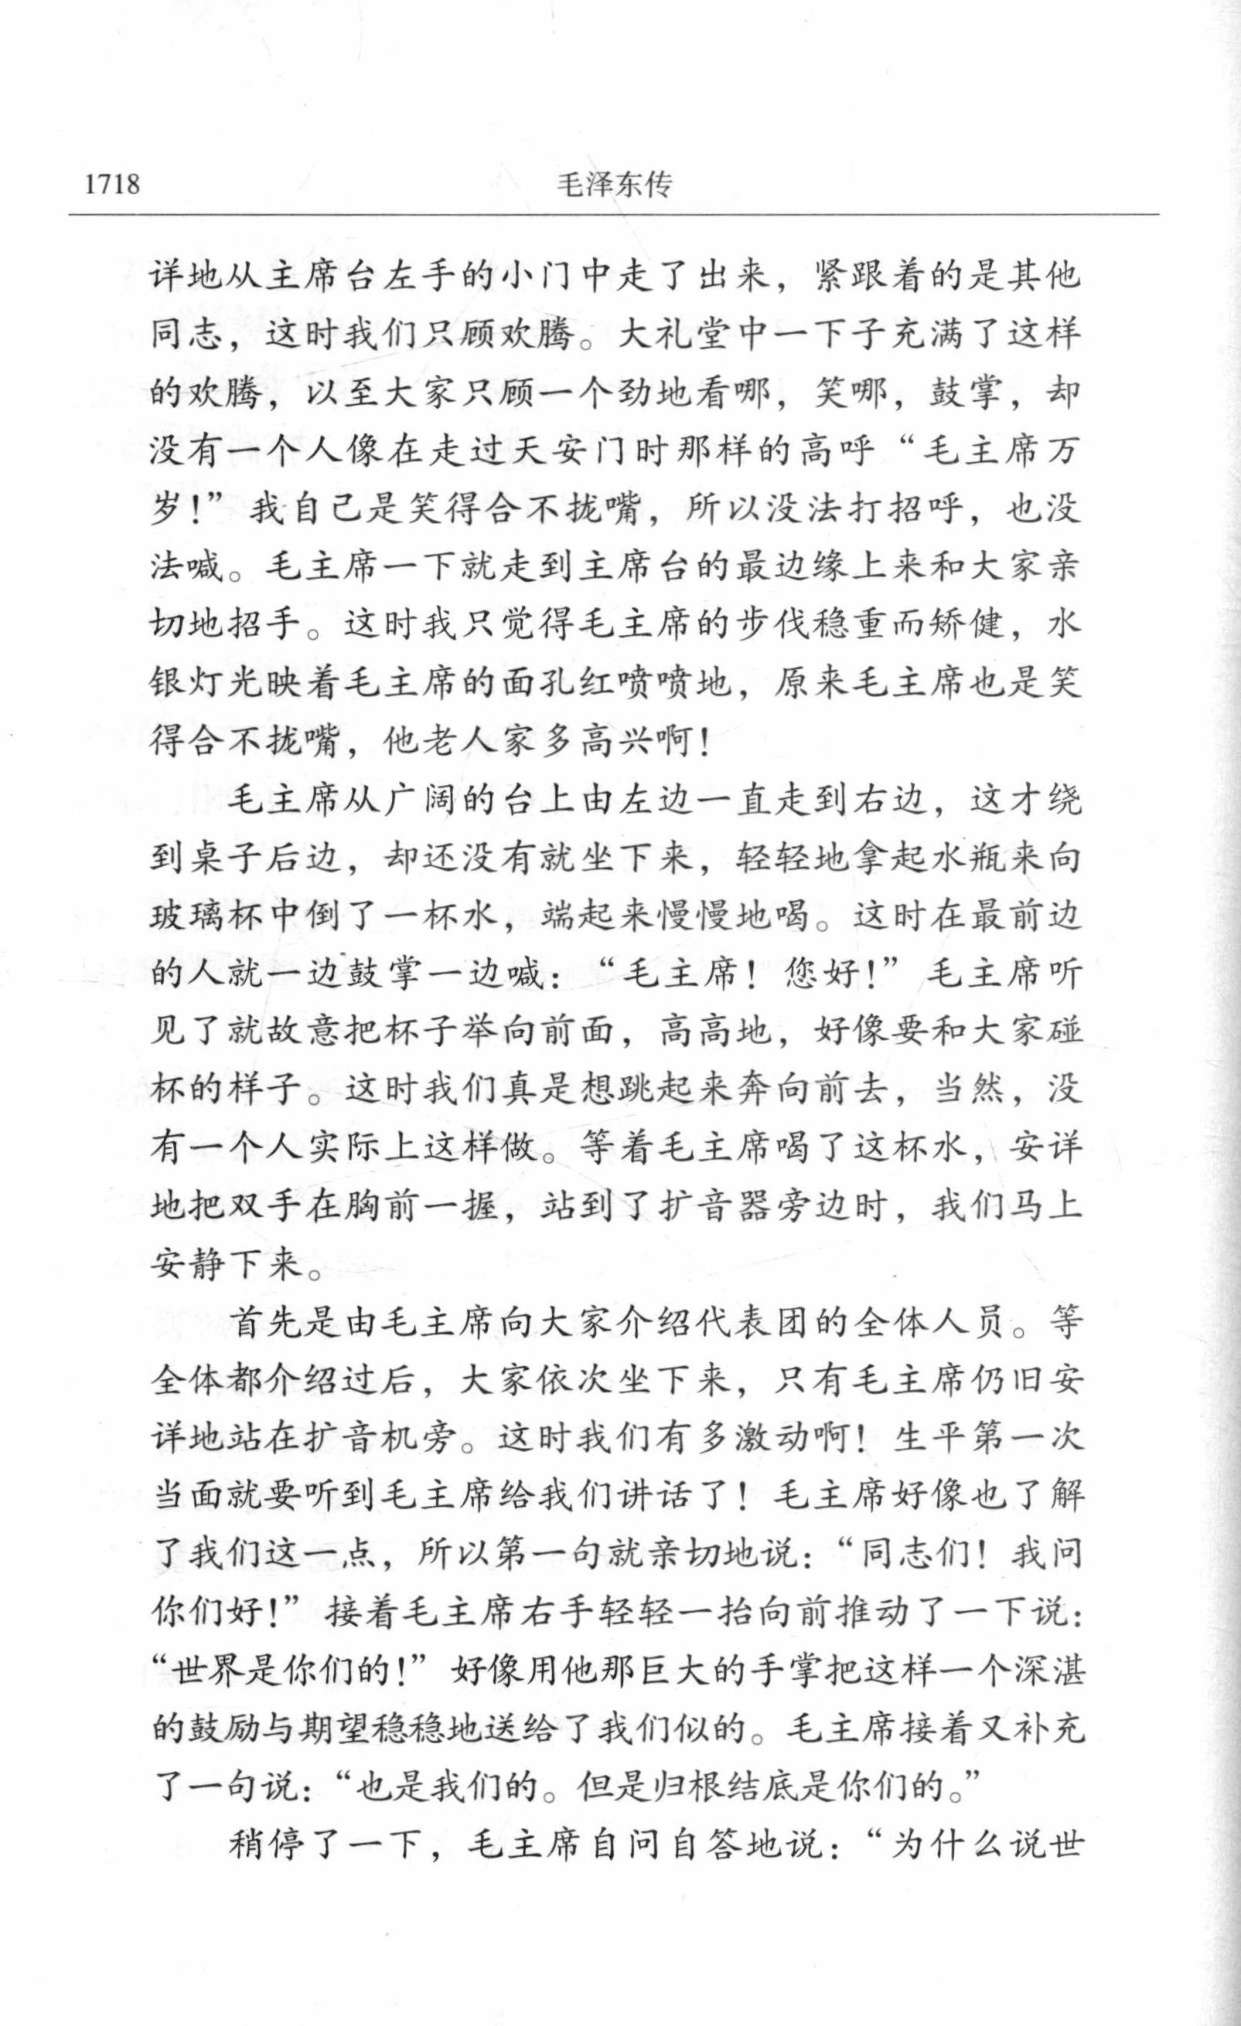 1718
毛泽东传
详地从主席台左手的小门中走了出来，紧跟着的是其他
同志，这时我们只顾欢腾。大礼堂中一下子充满了这样
的欢腾，以至大家只顾一个劲地看哪，笑哪，鼓掌，却
没有一个人像在走过天安门时那样的高呼“毛主席万
岁！”我自己是笑得合不拢嘴，所以没法打招呼，也没
法喊。毛主席一下就走到主席台的最边缘上来和大家亲
切地招手。这时我只觉得毛主席的步伐稳重而矫健，水
银灯光映着毛主席的面孔红喷喷地，原来毛主席也是笑
得合不拢嘴，他老人家多高兴啊！
毛主席从广阔的台上由左边一直走到右边，这才绕
到桌子后边，却还没有就坐下来，轻轻地拿起水瓶来向
玻璃杯中倒了一杯水，端起来慢慢地喝。这时在最前边
的人就一边鼓掌一边喊：“毛主席！您好！”毛主席听
见了就故意把杯子举向前面，高高地，好像要和大家碰
杯的样子。这时我们真是想跳起来奔向前去，当然，没
有一个人实际上这样做。等着毛主席喝了这杯水，安详
地把双手在胸前一握，站到了扩音器旁边时，我们马上
安静下来。
首先是由毛主席向大家介绍代表团的全体人员。等
全体都介绍过后，大家依次坐下来，只有毛主席仍旧安
详地站在扩音机旁。这时我们有多激动啊！生平第一次
当面就要听到毛主席给我们讲话了！毛主席好像也了解
了我们这一点，所以第一句就亲切地说：“同志们！我问
你们好！”接着毛主席右手轻轻一抬向前推动了一下说：
“世界是你们的！”好像用他那巨大的手掌把这样一个深湛
的鼓励与期望稳稳地送给了我们似的。毛主席接着又补充
了一句说：“也是我们的。但是归根结底是你们的。”
稍停了一下，毛主席自问自答地说：“为什么说世